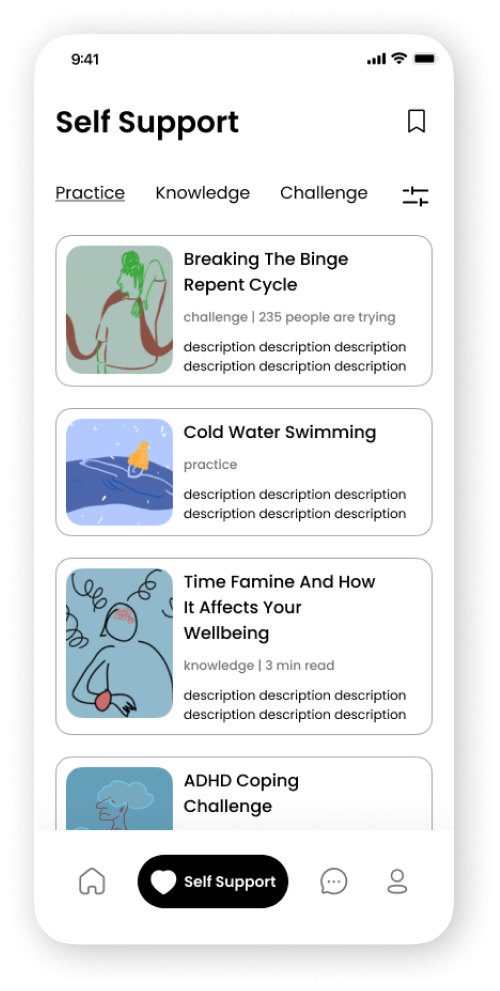 9:41
Self Support
Practice Knowledge Challenge
Breaking The Binge
Repent Cycle
challenge | 235 people are trying
description description description
description description description
Cold Water Swimming
practice
description description description
description description description
Time Famine And How
It Affects Your
Wellbeing
knowledge | 3 min read
description description description
description description description
ADHD Coping
Challenge
Self Support